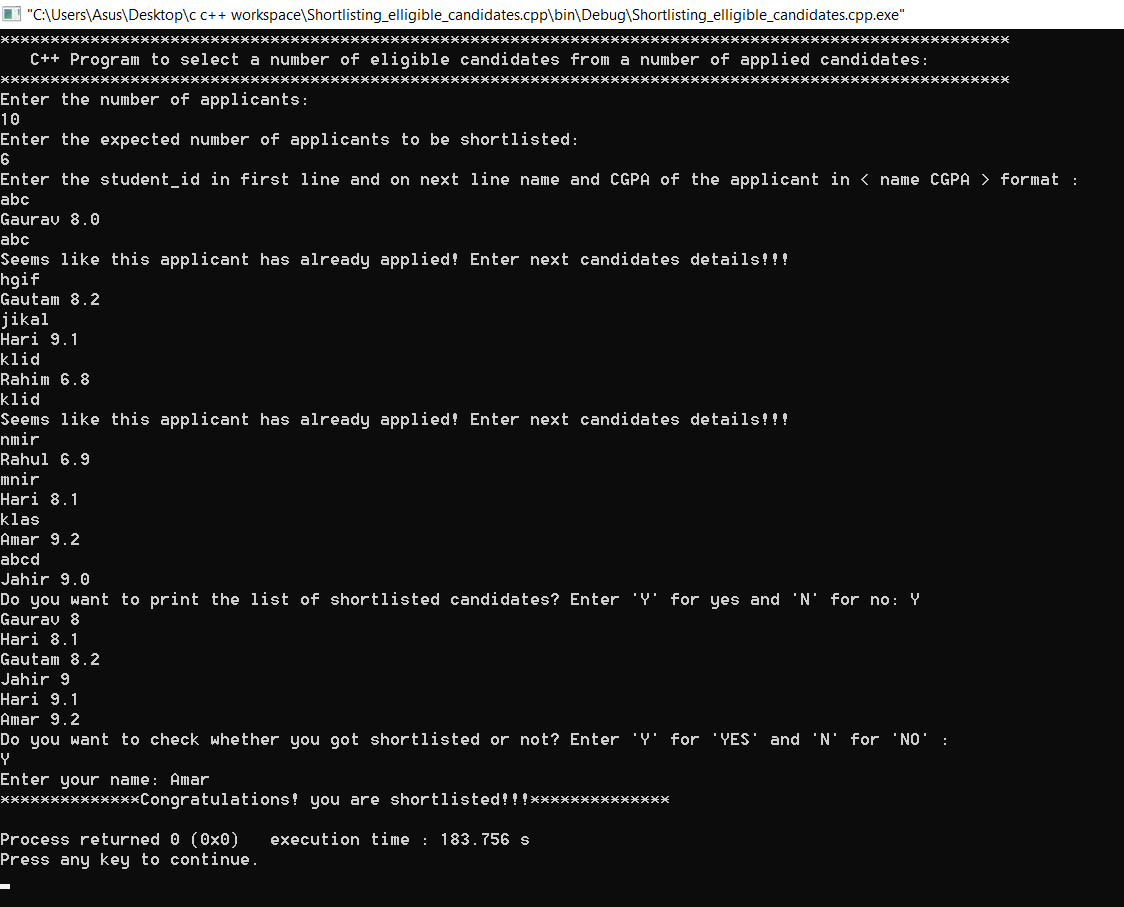 "C:\Users\Asus\Desktop\c c++ workspace\Shortlisting_elligible_candidates.cpp\bin\Debug\Shortlisting_elligible_candidates.cpp.exe"
*****************************************************************************************************
   C++ Program to select a number of eligible candidates from a number of applied candidates:
*****************************************************************************************************
Enter the number of applicants:
10
Enter the expected number of applicants to be shortlisted:
6
Enter the student_id in first line and on next line name and CGPA of the applicant in < name CGPA > format :
abc
Gaurav 8.0
abc
Seems like this applicant has already applied! Enter next candidates details!!!
hgif
Gautam 8.2
jikal
Hari 9.1
klid
Rahim 6.8
klid
Seems like this applicant has already applied! Enter next candidates details!!!
nmir
Rahul 6.9
mnir
Hari 8.1
klas
Amar 9.2
abcd
Jahir 9.0
Do you want to print the list of shortlisted candidates? Enter 'Y' for yes and 'N' for no: Y
Gaurav 8
Hari 8.1
Gautam 8.2
Jahir 9
Hari 9.1
Amar 9.2
Do you want to check whether you got shortlisted or not? Enter 'Y' for 'YES' and 'N' for 'NO' :
Y
Enter your name: Amar
**************Congratulations! you are shortlisted!!!**************
Process returned 0 (0x0)   execution time : 183.756 s
Press any key to continue.